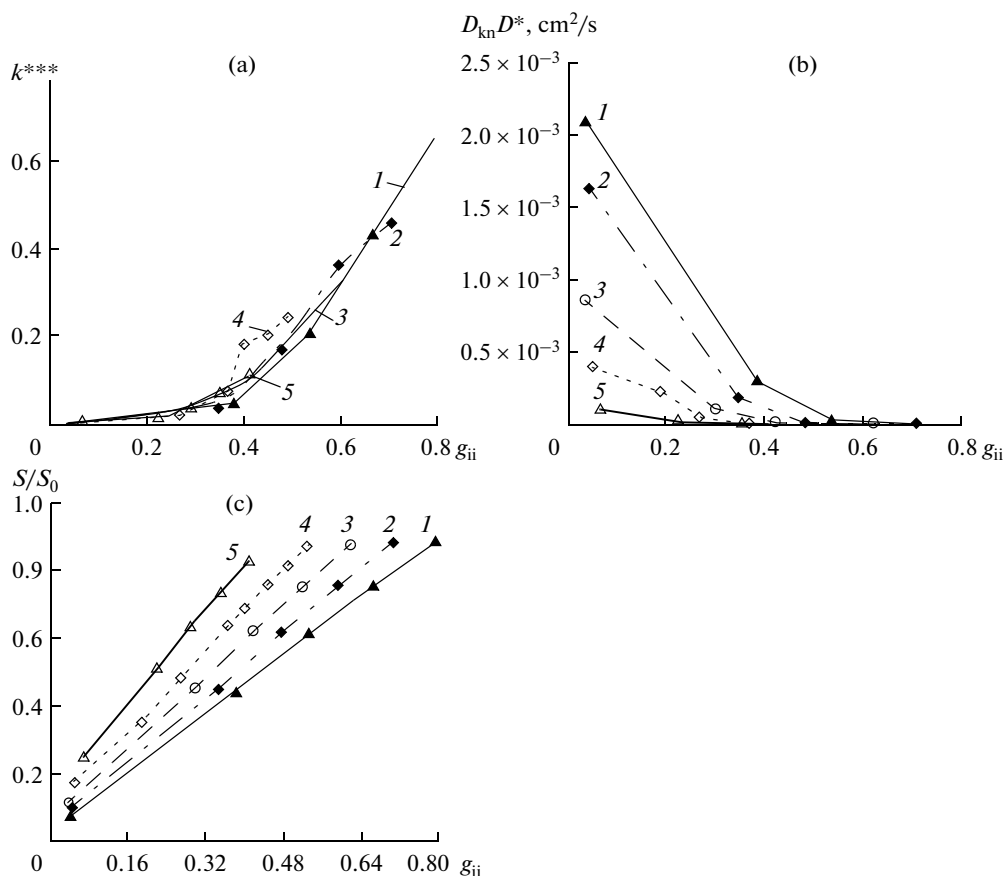 D_kn D*, cm²/s
k***
(a)
0.6
0.4
0.2
0
0.2
0.4
0.6
0.8 g_ii
1
2
3
4
5
(b)
2.5 × 10⁻³
2.0 × 10⁻³
1.5 × 10⁻³
1.0 × 10⁻³
0.5 × 10⁻³
0
0.2
0.4
0.6
0.8 g_ii
1
2
3
4
5
S/S₀
(c)
1.0
0.9
0.6
0.4
0.2
0
0.16
0.32
0.48
0.64
0.80 g_ii
5
4
3
2
1